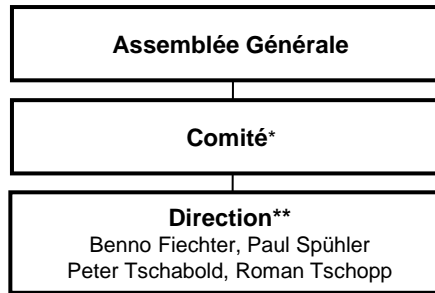 Assemblée Générale
Comité*
Direction**
Benno Fiechter, Paul Spühler
Peter Tschabold, Roman Tschopp